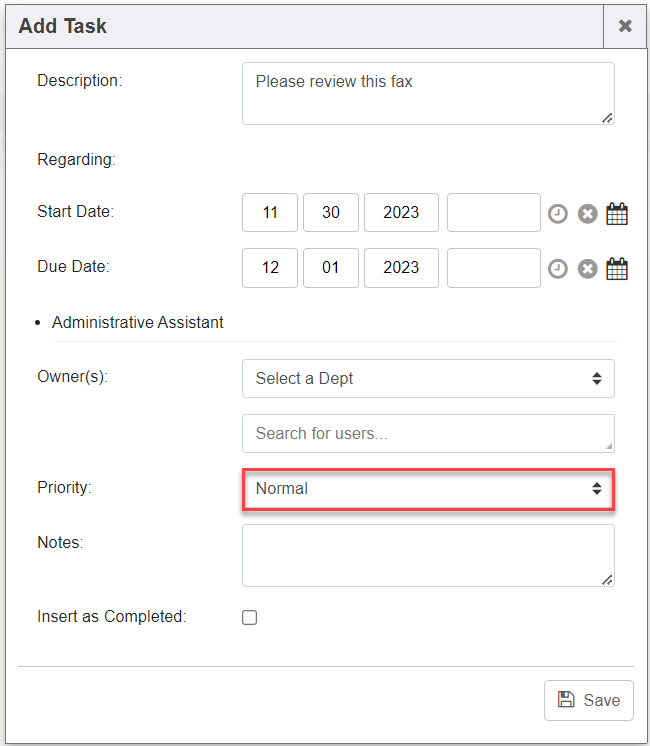 Add Task
Description: Please review this fax
Regarding:
Start Date: 11 30 2023
Due Date: 12 01 2023
• Administrative Assistant
Owner(s): Select a Dept
Search for users...
Priority: Normal
Notes:
Insert as Completed:
Save